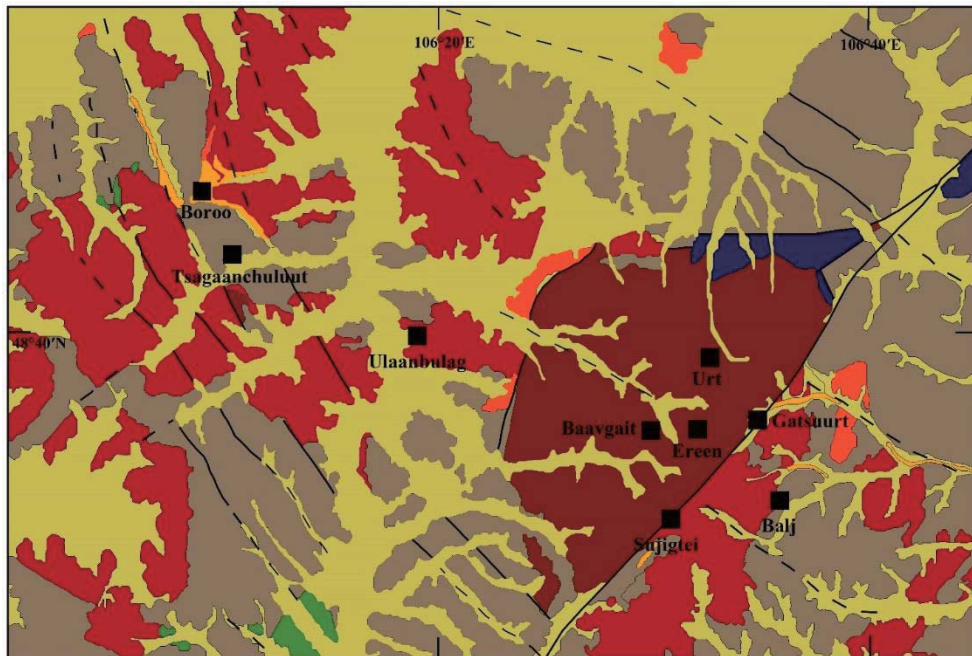 106°20'E
106°40'E
Boroo
Tsagaanchuluut
48°40'N
Ulaanbulag
Urt
Gatsuurt
Baavgait
Ereen
Balj
Sujigtei